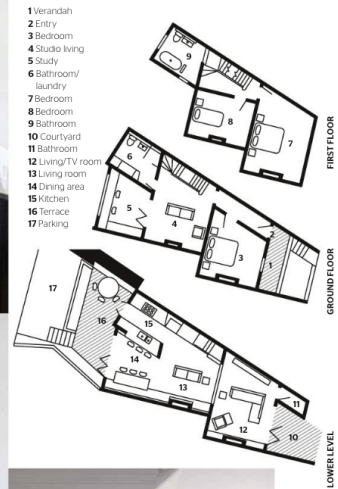 1 Verandah
2 Entry
3 Bedroom
4 Studio living
5 Study
6 Bathroom/
laundry
7 Bedroom
8 Bedroom
9 Bathroom
10 Courtyard
11 Bathroom
12 Living/TV room
13 Living room
14 Dining area
15 Kitchen
16 Terrace
17 Parking
9
8
7
FIRST FLOOR
6
5
4
3
2
1
GROUND FLOOR
17
16
15
14
13
12
11
10
LOWER LEVEL